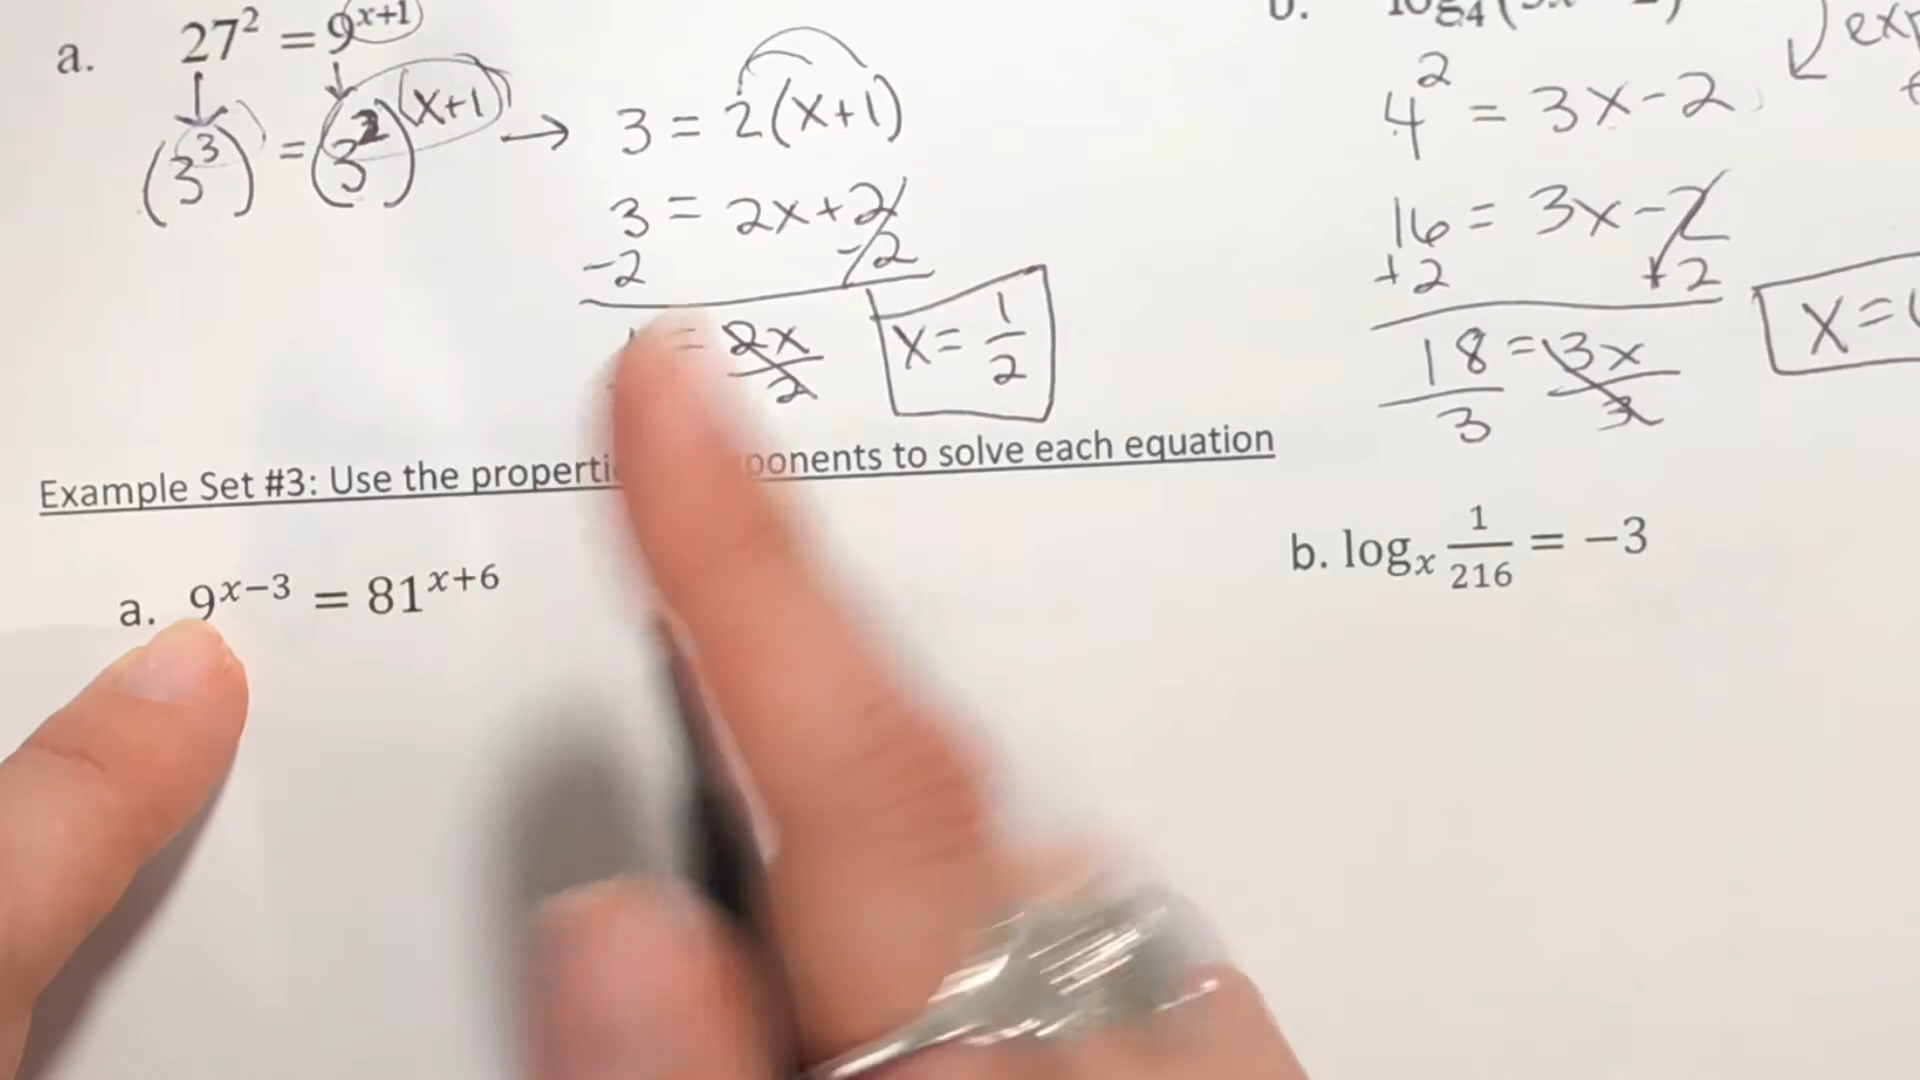 a. 27² = 9^(x+1)
(3³) = (3²)^(x+1) → 3 = 2(x+1)
3 = 2x+2
-2 -2
= 2x/2
x = 1/2
4² = 3x-2
16 = 3x-2
+2 +2
18/3 = 3x/3
x =
Example Set #3: Use the to solve each equation
a. 9^(x−3) = 81^(x+6)
b. log_x 1/216 = −3